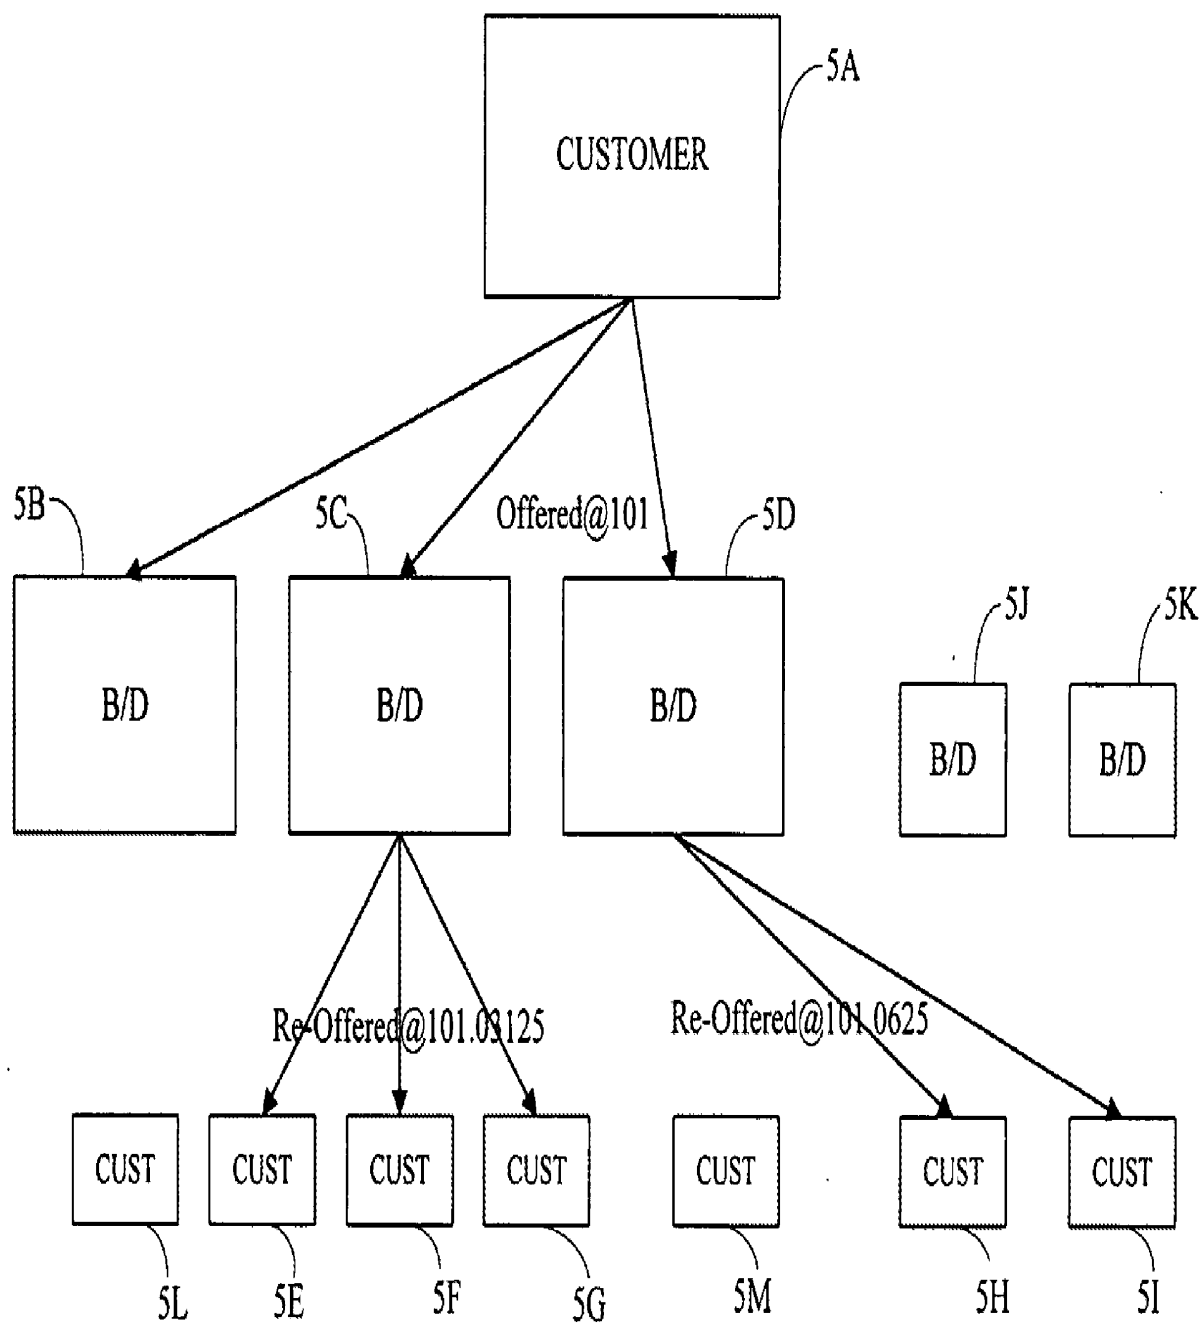 5A
CUSTOMER
5B
5C
Offered@101
5D
5J
5K
B/D
B/D
B/D
B/D
B/D
Re-Offered@101.03125
Re-Offered@101.0625
CUST
CUST
CUST
CUST
CUST
CUST
CUST
5L
5E
5F
5G
5M
5H
5I